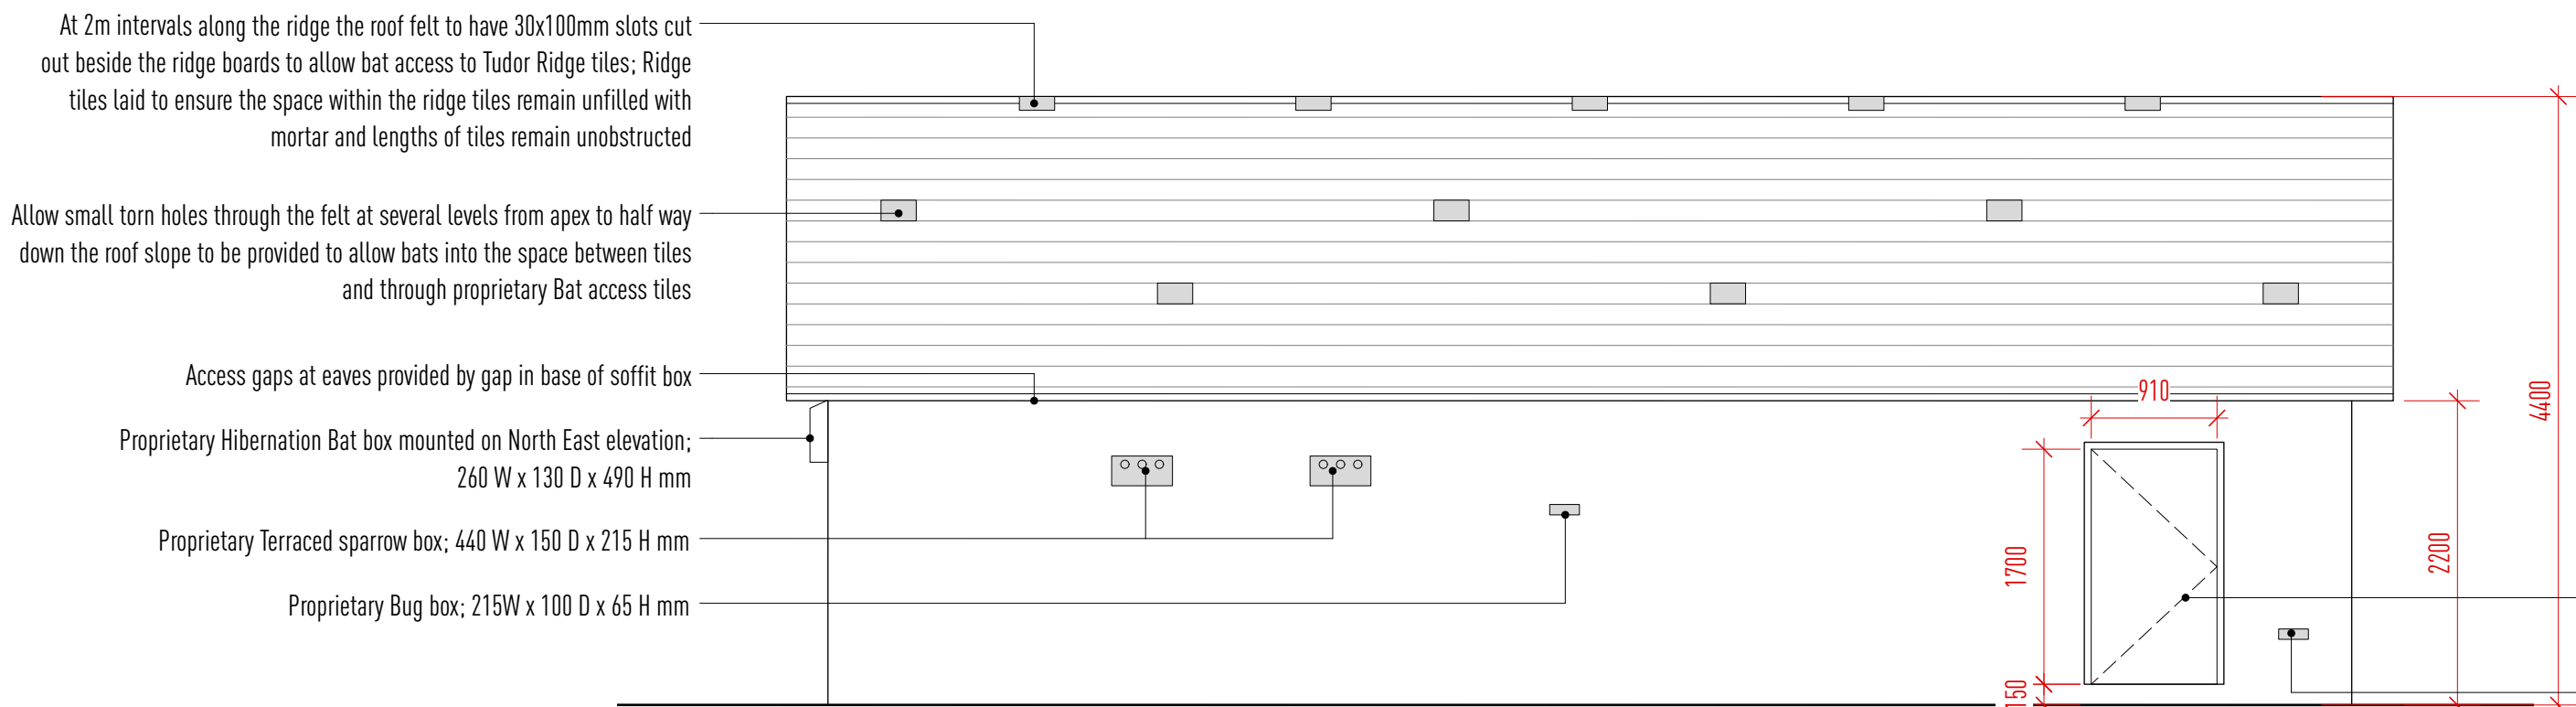 At 2m intervals along the ridge the roof felt to have 30x100mm slots cut
out beside the ridge boards to allow bat access to Tudor Ridge tiles; Ridge
tiles laid to ensure the space within the ridge tiles remain unfilled with
mortar and lengths of tiles remain unobstructed
Allow small torn holes through the felt at several levels from apex to half way
down the roof slope to be provided to allow bats into the space between tiles
and through proprietary Bat access tiles
Access gaps at eaves provided by gap in base of soffit box
Proprietary Hibernation Bat box mounted on North East elevation;
260 W x 130 D x 490 H mm
Proprietary Terraced sparrow box; 440 W x 150 D x 215 H mm
Proprietary Bug box; 215W x 100 D x 65 H mm
910
1700
150
2200
4400